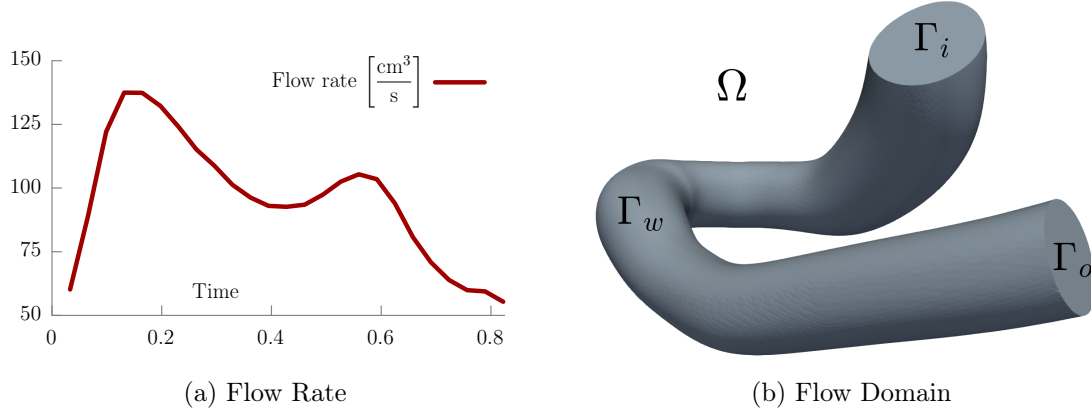 150
125
100
75
50
0
0.2
0.4
0.6
0.8
Flow rate [cm³/s]
Time
(a) Flow Rate
Ω
Γi
Γw
Γo
(b) Flow Domain